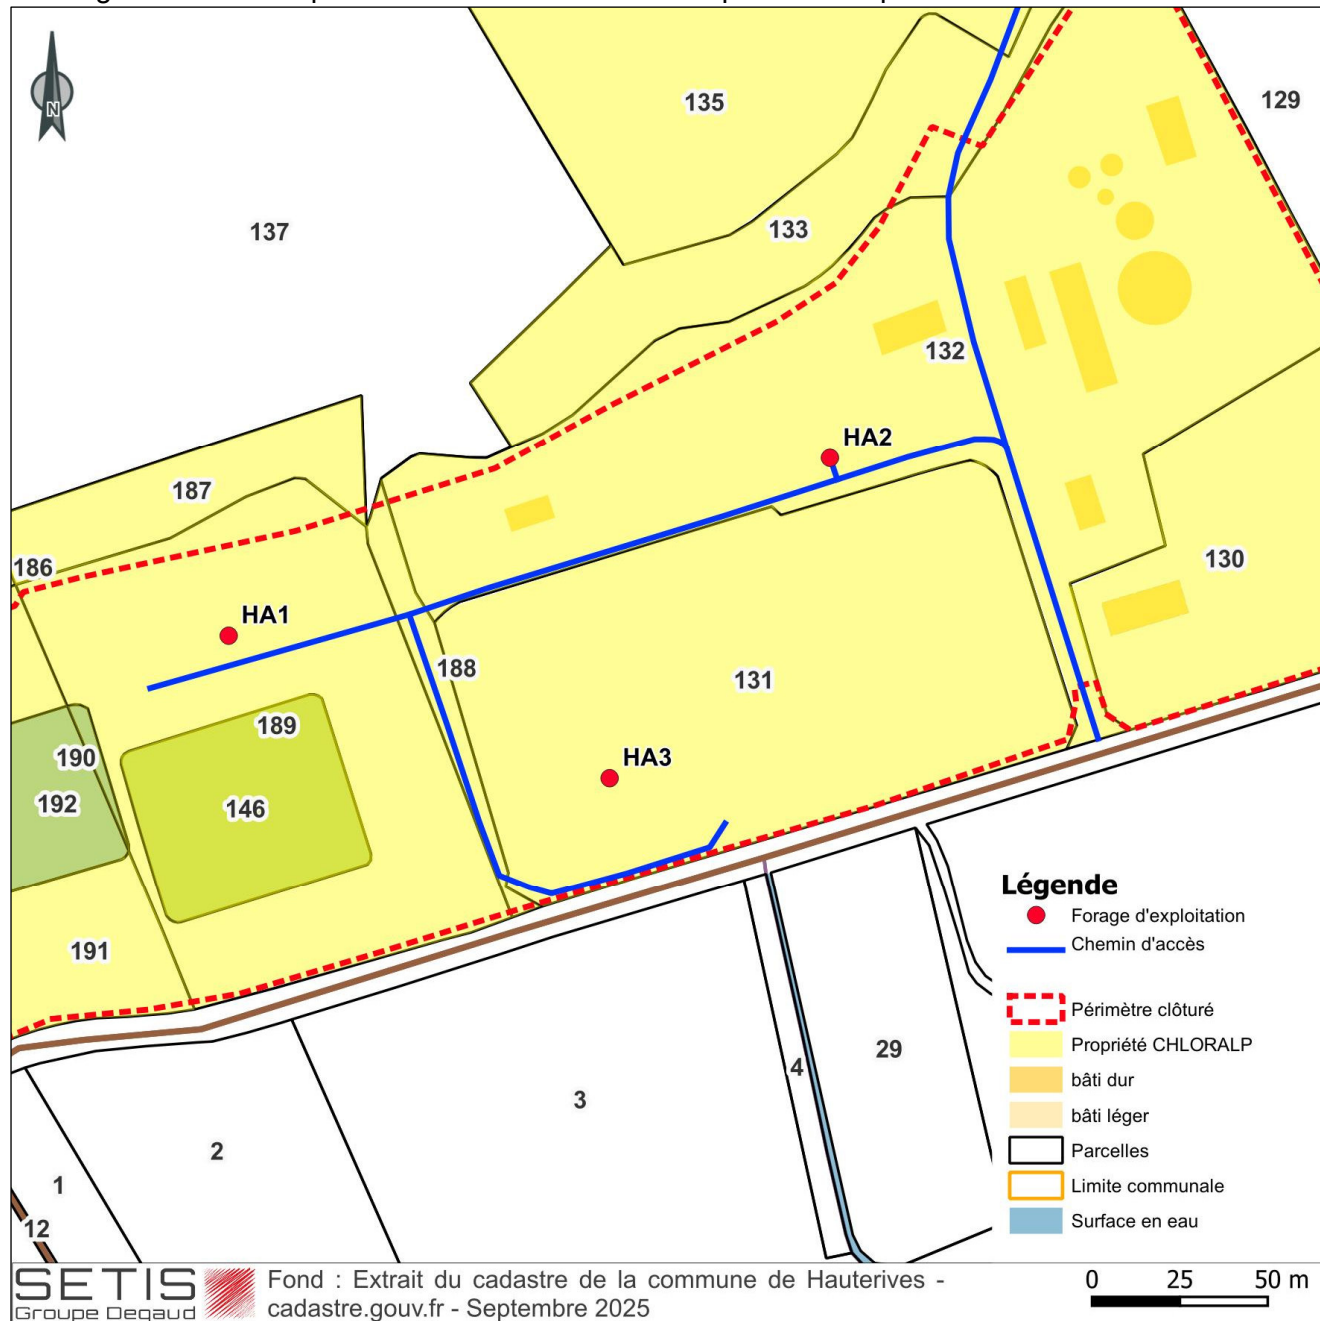 135
129
137
133
132
HA2
187
186
130
HA1
188
131
189
190
HA3
192
146
191
Légende
Forage d'exploitation
Chemin d'accès
Périmètre clôturé
Propriété CHLORALP
bâti dur
bâti léger
Parcelles
Limite communale
Surface en eau
29
4
3
2
1
12
N
SETIS
Groupe Degaud
Fond : Extrait du cadastre de la commune de Hauterives -
cadastre.gouv.fr - Septembre 2025
0 25 50 m